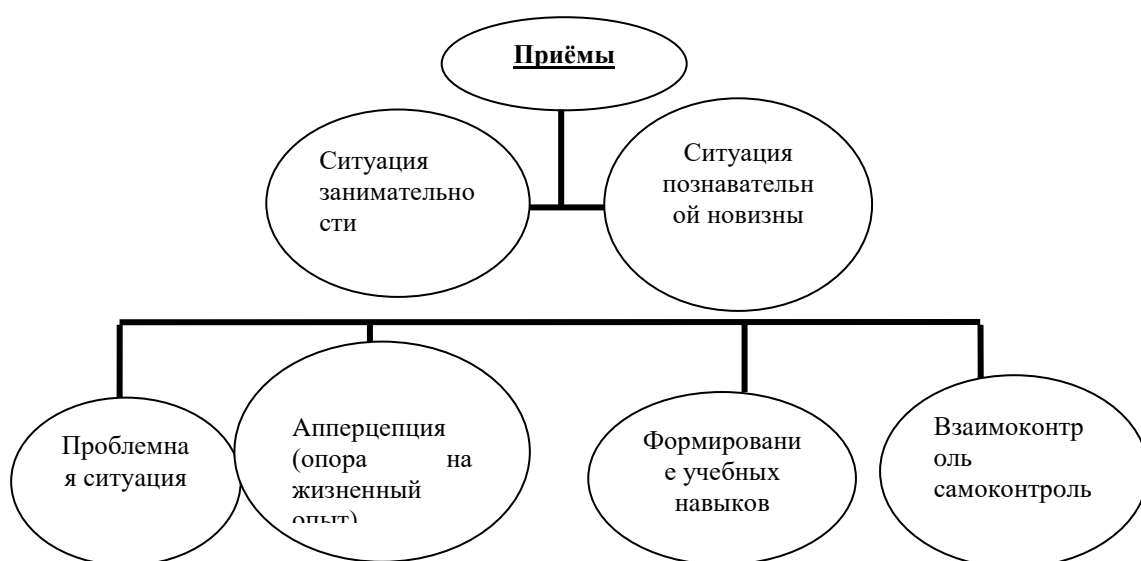 Приёмы
Ситуация
занимательно
сти
Ситуация
познавательн
ой новизны
Проблемна
я ситуация
Апперцепция
(опора на
жизненный
опыт)
Формировани
е учебных
навыков
Взаимоконтр
оль
самоконтроль